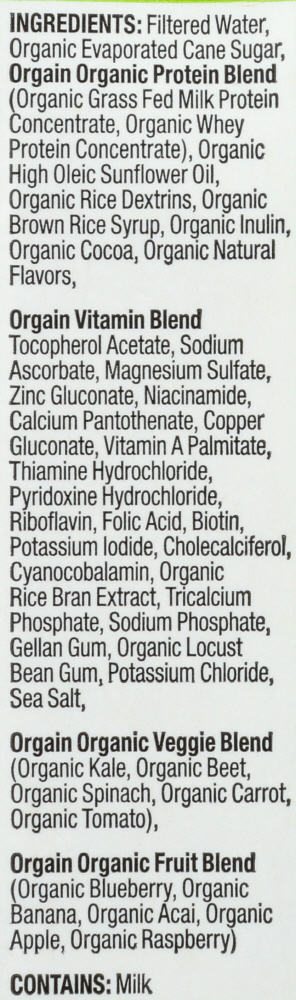 INGREDIENTS: Filtered Water,
Organic Evaporated Cane Sugar,
Orgain Organic Protein Blend
(Organic Grass Fed Milk Protein
Concentrate, Organic Whey
Protein Concentrate), Organic
High Oleic Sunflower Oil,
Organic Rice Dextrins, Organic
Brown Rice Syrup, Organic Inulin,
Organic Cocoa, Organic Natural
Flavors,
Orgain Vitamin Blend
Tocopherol Acetate, Sodium
Ascorbate, Magnesium Sulfate,
Zinc Gluconate, Niacinamide,
Calcium Pantothenate, Copper
Gluconate, Vitamin A Palmitate,
Thiamine Hydrochloride,
Pyridoxine Hydrochloride,
Riboflavin, Folic Acid, Biotin,
Potassium Iodide, Cholecalciferol,
Cyanocobalamin, Organic
Rice Bran Extract, Tricalcium
Phosphate, Sodium Phosphate,
Gellan Gum, Organic Locust
Bean Gum, Potassium Chloride,
Sea Salt,
Orgain Organic Veggie Blend
(Organic Kale, Organic Beet,
Organic Spinach, Organic Carrot,
Organic Tomato),
Orgain Organic Fruit Blend
(Organic Blueberry, Organic
Banana, Organic Acai, Organic
Apple, Organic Raspberry)
CONTAINS: Milk